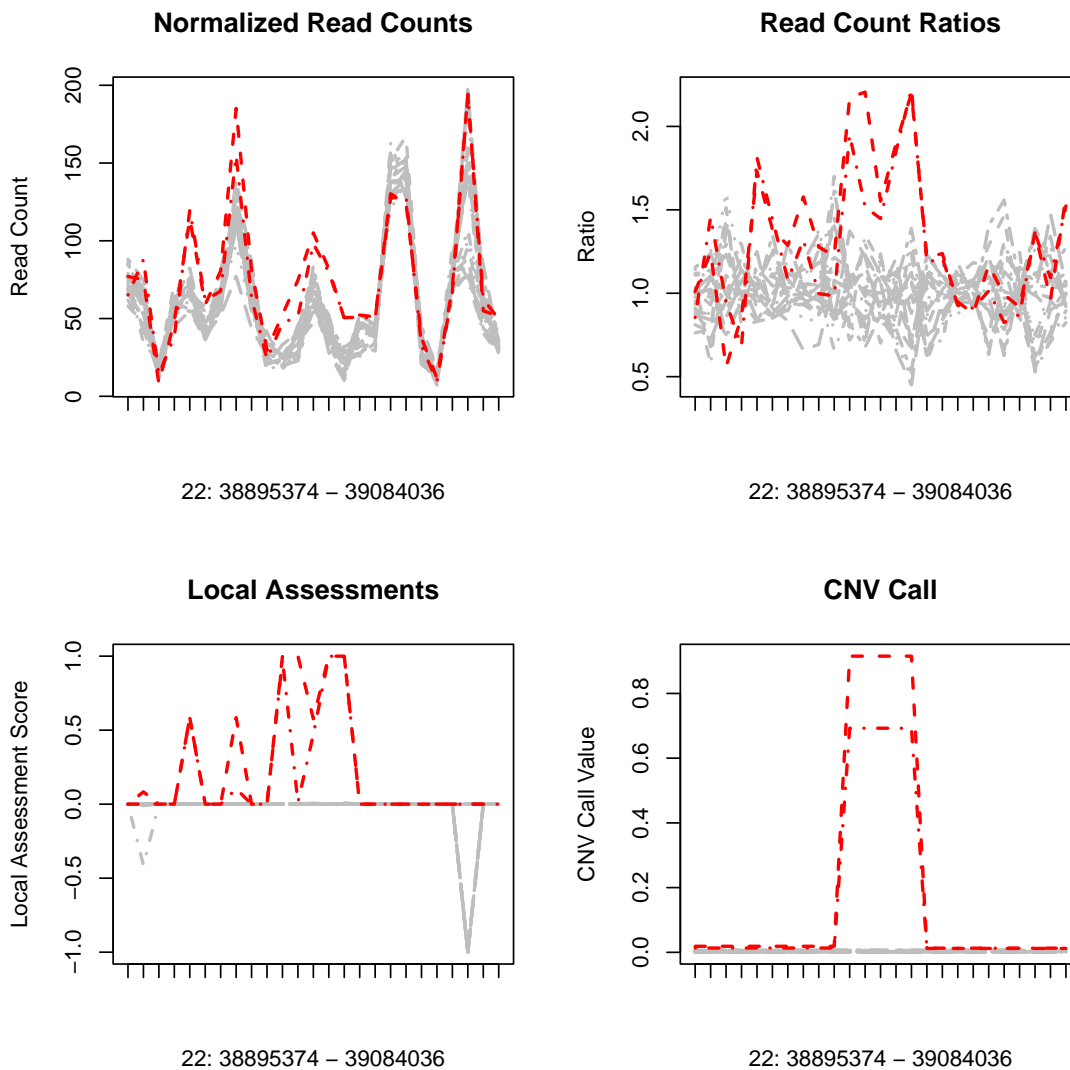 Normalized Read Counts
Read Count
0
50
100
150
200
22: 38895374 – 39084036
Read Count Ratios
Ratio
0.5
1.0
1.5
2.0
22: 38895374 – 39084036
Local Assessments
Local Assessment Score
−1.0
−0.5
0.0
0.5
1.0
22: 38895374 – 39084036
CNV Call
CNV Call Value
0.0
0.2
0.4
0.6
0.8
22: 38895374 – 39084036